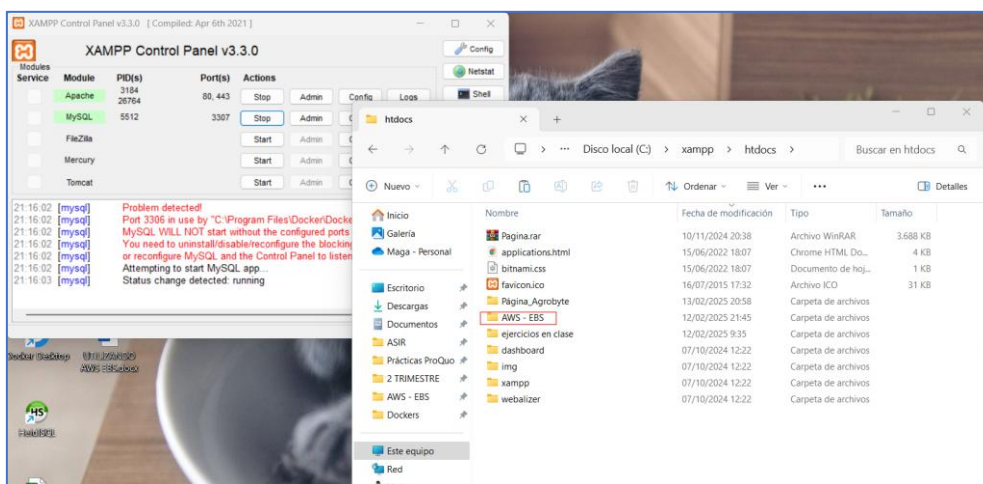 XAMPP Control Panel v3.3.0 [ Compiled: Apr 6th 2021 ]
XAMPP Control Panel v3.3.0
Config
Netstat
Shell
Modules
Service Module PID(s) Port(s) Actions
Apache 3184 26764 80, 443 Stop Admin Config Logs
MySQL 5512 3307 Stop Admin
FileZilla Start Admin
Mercury Start Admin
Tomcat Start Admin
21:16:02 [mysql] Problem detected!
21:16:02 [mysql] Port 3306 in use by "C:\Program Files\Docker\Docke
21:16:02 [mysql] MySQL WILL NOT start without the configured ports
21:16:02 [mysql] You need to uninstall/disable/reconfigure the blocking
21:16:02 [mysql] or reconfigure MySQL and the Control Panel to listen
21:16:02 [mysql] Attempting to start MySQL app...
21:16:03 [mysql] Status change detected: running
Docker Desktop
UTILIZANDO
AWS EBS.docx
HS
HeidiSQL
htdocs
Disco local (C:) > xampp > htdocs >
Buscar en htdocs
Nuevo
Ordenar
Ver
Detalles
Inicio
Galería
Maga - Personal
Escritorio
Descargas
Documentos
ASIR
Prácticas ProQuo
2 TRIMESTRE
AWS - EBS
Dockers
Este equipo
Red
Nombre Fecha de modificación Tipo Tamaño
Pagina.rar 10/11/2024 20:38 Archivo WinRAR 3.688 KB
applications.html 15/06/2022 18:07 Chrome HTML Do... 4 KB
bitnami.css 15/06/2022 18:07 Documento de hoj... 1 KB
favicon.ico 16/07/2015 17:32 Archivo ICO 31 KB
Página_Agrobyte 13/02/2025 20:58 Carpeta de archivos
AWS - EBS 12/02/2025 21:45 Carpeta de archivos
ejercicios en clase 12/02/2025 9:35 Carpeta de archivos
dashboard 07/10/2024 12:22 Carpeta de archivos
img 07/10/2024 12:22 Carpeta de archivos
xampp 07/10/2024 12:22 Carpeta de archivos
webalizer 07/10/2024 12:22 Carpeta de archivos